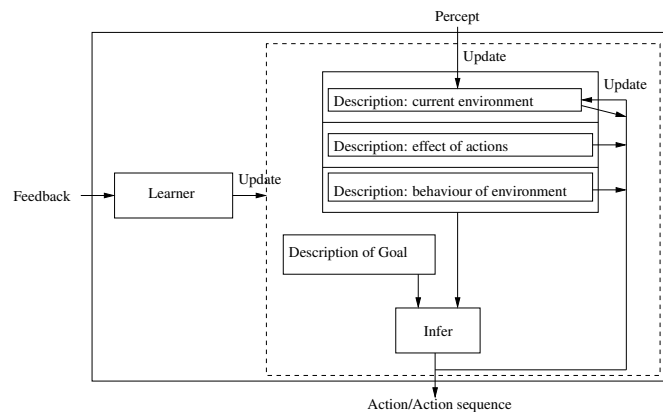 Percept
Update
Update
Description: current environment
Description: effect of actions
Update
Learner
Feedback
Description: behaviour of environment
Description of Goal
Infer
Action/Action sequence